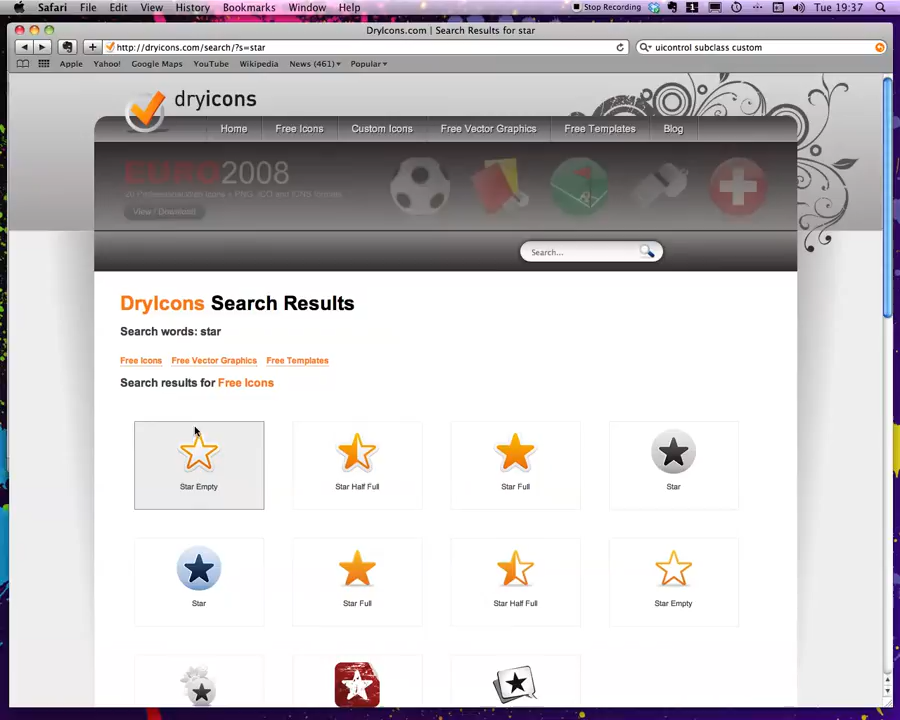 Safari File Edit View History Bookmarks Window Help
Stop Recording
Tue 19:37
DryIcons.com | Search Results for star
http://dryicons.com/search/?s=star
uicontrol subclass custom
Apple Yahoo! Google Maps YouTube Wikipedia News (461) Popular
dryicons
Home Free Icons Custom Icons Free Vector Graphics Free Templates Blog
EURO2008
View / Download
Search...
DryIcons Search Results
Search words: star
Free Icons Free Vector Graphics Free Templates
Search results for Free Icons
Star Empty Star Half Full Star Full Star
Star Star Full Star Half Full Star Empty